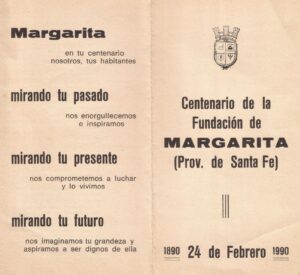 Margarita
en tu centenario
nosotros, tus habitantes
mirando tu pasado
nos enorgullecemos
e inspiramos
mirando tu presente
nos comprometemos a luchar
y lo vivimos
mirando tu futuro
nos imaginamos tu grandeza y
aspiramos a ser dignos de ella
Centenario de la
Fundación de
MARGARITA
(Prov. de Santa Fe)
1890 24 de Febrero 1990